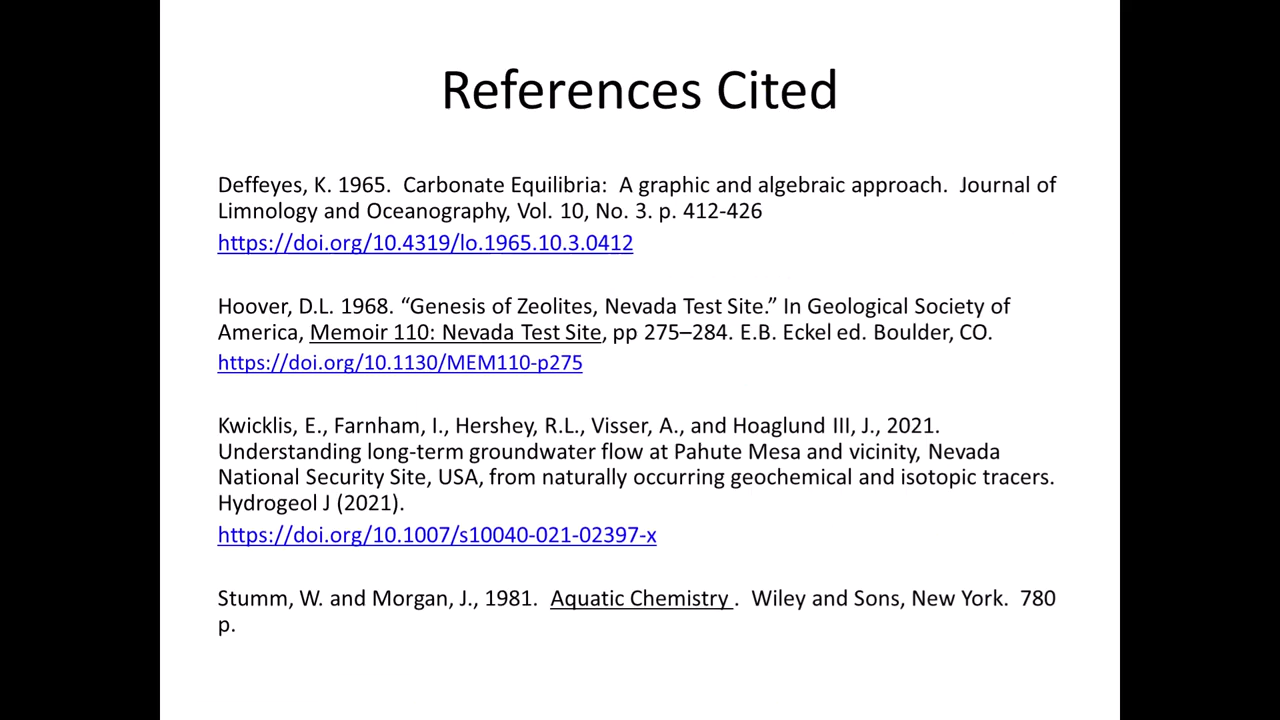 References Cited
Deffeyes, K. 1965.  Carbonate Equilibria:  A graphic and algebraic approach.  Journal of
Limnology and Oceanography, Vol. 10, No. 3. p. 412-426
https://doi.org/10.4319/lo.1965.10.3.0412
Hoover, D.L. 1968. “Genesis of Zeolites, Nevada Test Site.” In Geological Society of
America, Memoir 110: Nevada Test Site, pp 275–284. E.B. Eckel ed. Boulder, CO.
https://doi.org/10.1130/MEM110-p275
Kwicklis, E., Farnham, I., Hershey, R.L., Visser, A., and Hoaglund III, J., 2021.
Understanding long-term groundwater flow at Pahute Mesa and vicinity, Nevada
National Security Site, USA, from naturally occurring geochemical and isotopic tracers.
Hydrogeol J (2021).
https://doi.org/10.1007/s10040-021-02397-x
Stumm, W. and Morgan, J., 1981.  Aquatic Chemistry .  Wiley and Sons, New York.  780
p.